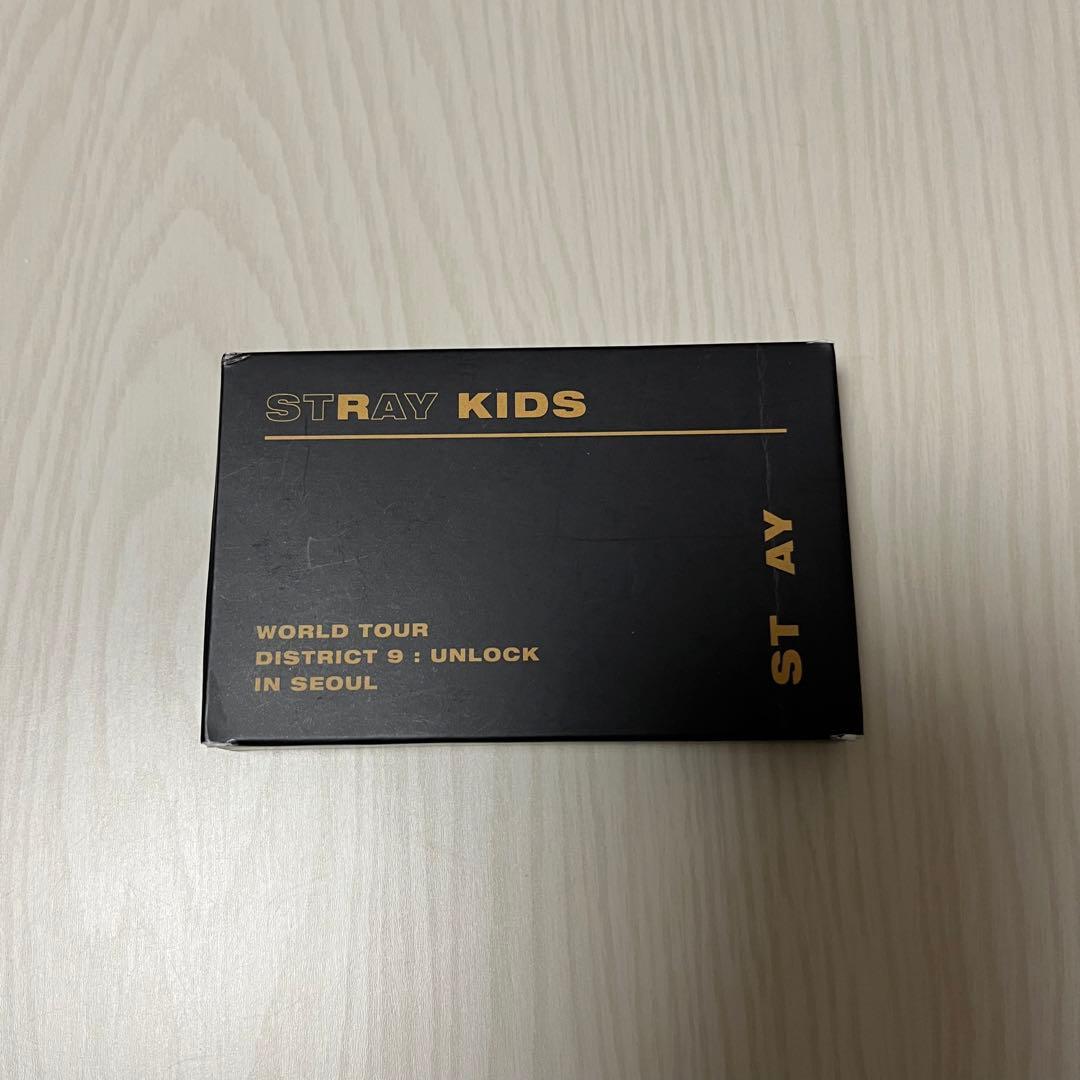 STRAY KIDS
WORLD TOUR
DISTRICT 9 : UNLOCK
IN SEOUL
ST AY